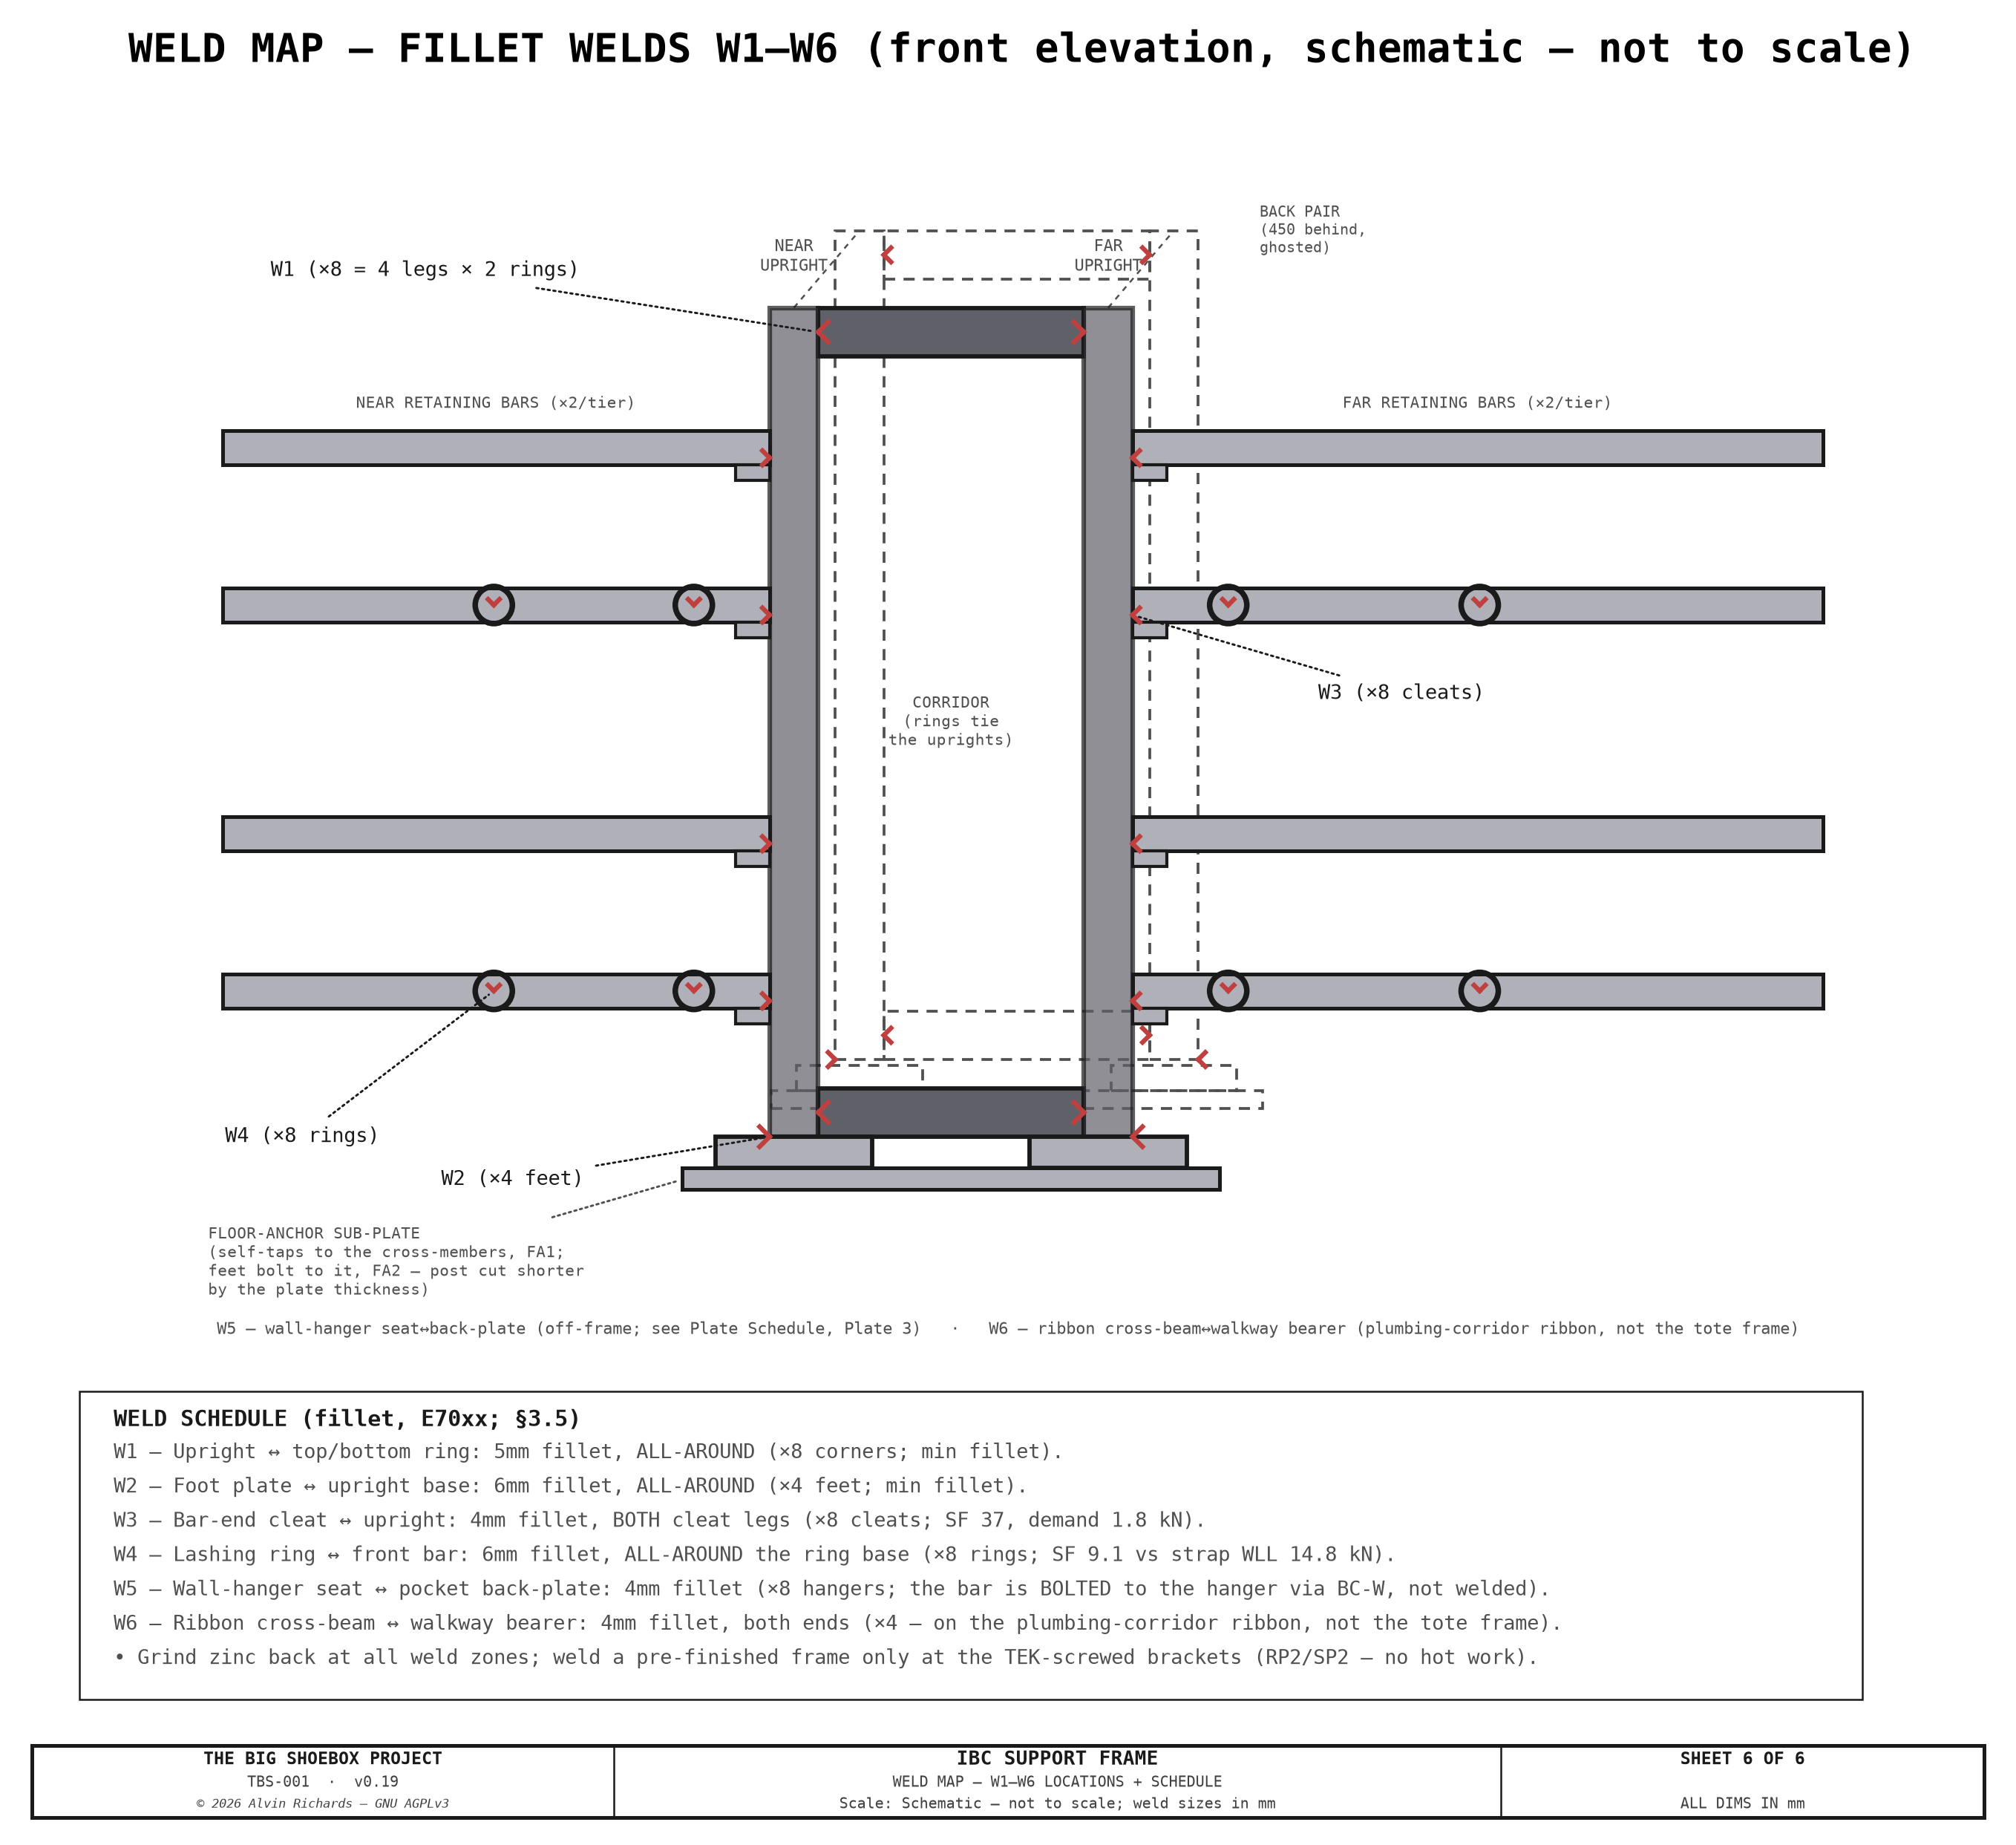 WELD MAP — FILLET WELDS W1–W6 (front elevation, schematic — not to scale)
BACK PAIR
(450 behind,
ghosted)
NEAR
UPRIGHT
FAR
UPRIGHT
W1 (×8 = 4 legs × 2 rings)
NEAR RETAINING BARS (×2/tier)
FAR RETAINING BARS (×2/tier)
W3 (×8 cleats)
CORRIDOR
(rings tie
the uprights)
W4 (×8 rings)
W2 (×4 feet)
FLOOR-ANCHOR SUB-PLATE
(self-taps to the cross-members, FA1;
feet bolt to it, FA2 — post cut shorter
by the plate thickness)
W5 — wall-hanger seat↔back-plate (off-frame; see Plate Schedule, Plate 3) · W6 — ribbon cross-beam↔walkway bearer (plumbing-corridor ribbon, not the tote frame)
WELD SCHEDULE (fillet, E70xx; §3.5)
W1 — Upright ↔ top/bottom ring: 5mm fillet, ALL-AROUND (×8 corners; min fillet).
W2 — Foot plate ↔ upright base: 6mm fillet, ALL-AROUND (×4 feet; min fillet).
W3 — Bar-end cleat ↔ upright: 4mm fillet, BOTH cleat legs (×8 cleats; SF 37, demand 1.8 kN).
W4 — Lashing ring ↔ front bar: 6mm fillet, ALL-AROUND the ring base (×8 rings; SF 9.1 vs strap WLL 14.8 kN).
W5 — Wall-hanger seat ↔ pocket back-plate: 4mm fillet (×8 hangers; the bar is BOLTED to the hanger via BC-W, not welded).
W6 — Ribbon cross-beam ↔ walkway bearer: 4mm fillet, both ends (×4 — on the plumbing-corridor ribbon, not the tote frame).
• Grind zinc back at all weld zones; weld a pre-finished frame only at the TEK-screwed brackets (RP2/SP2 — no hot work).
THE BIG SHOEBOX PROJECT
TBS-001 · v0.19
© 2026 Alvin Richards — GNU AGPLv3
IBC SUPPORT FRAME
WELD MAP — W1–W6 LOCATIONS + SCHEDULE
Scale: Schematic — not to scale; weld sizes in mm
SHEET 6 OF 6
ALL DIMS IN mm